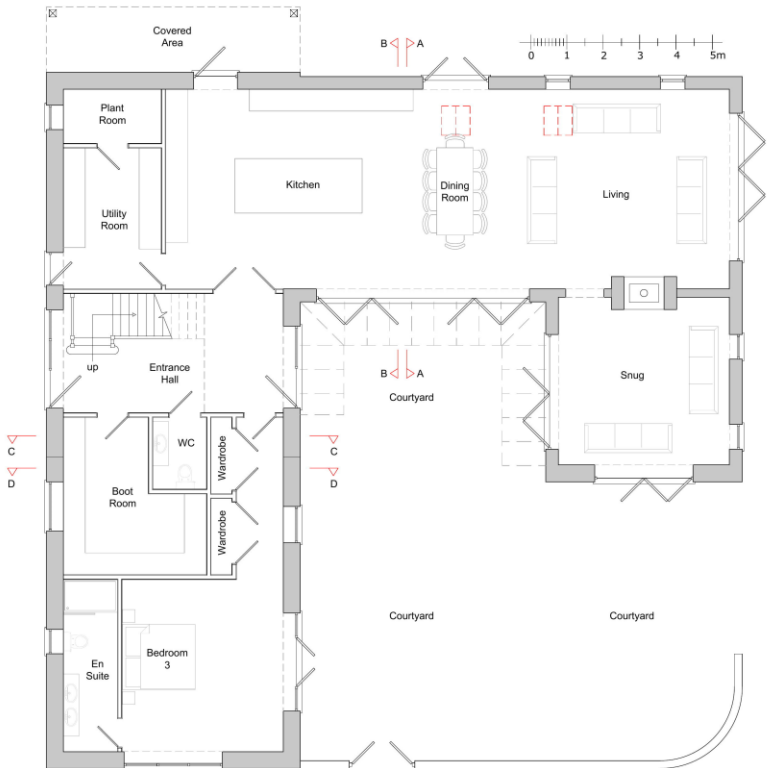 Covered
Area
B A
0 1 2 3 4 5m
Plant
Room
Kitchen
Dining
Room
Living
Utility
Room
up
Entrance
Hall
B A
Courtyard
Snug
C
D
WC
Wardrobe
C
D
Boot
Room
Wardrobe
Courtyard
Courtyard
Bedroom
3
En
Suite